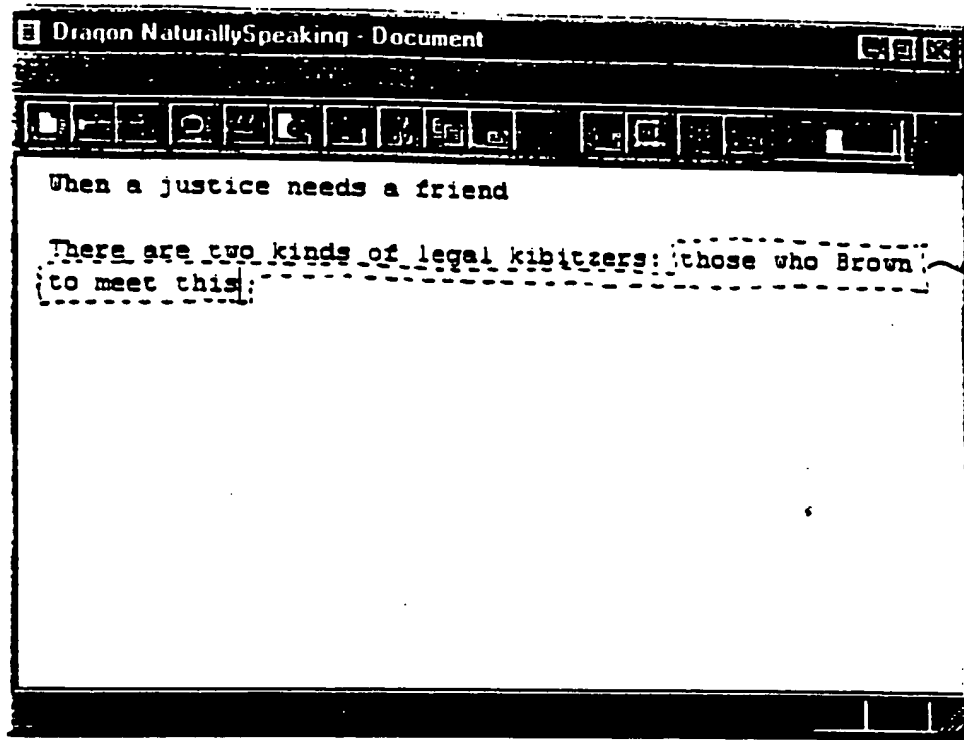 Dragon NaturallySpeaking - Document
When a justice needs a friend
There are two kinds of legal kibitzers: those who Brown
to meet this